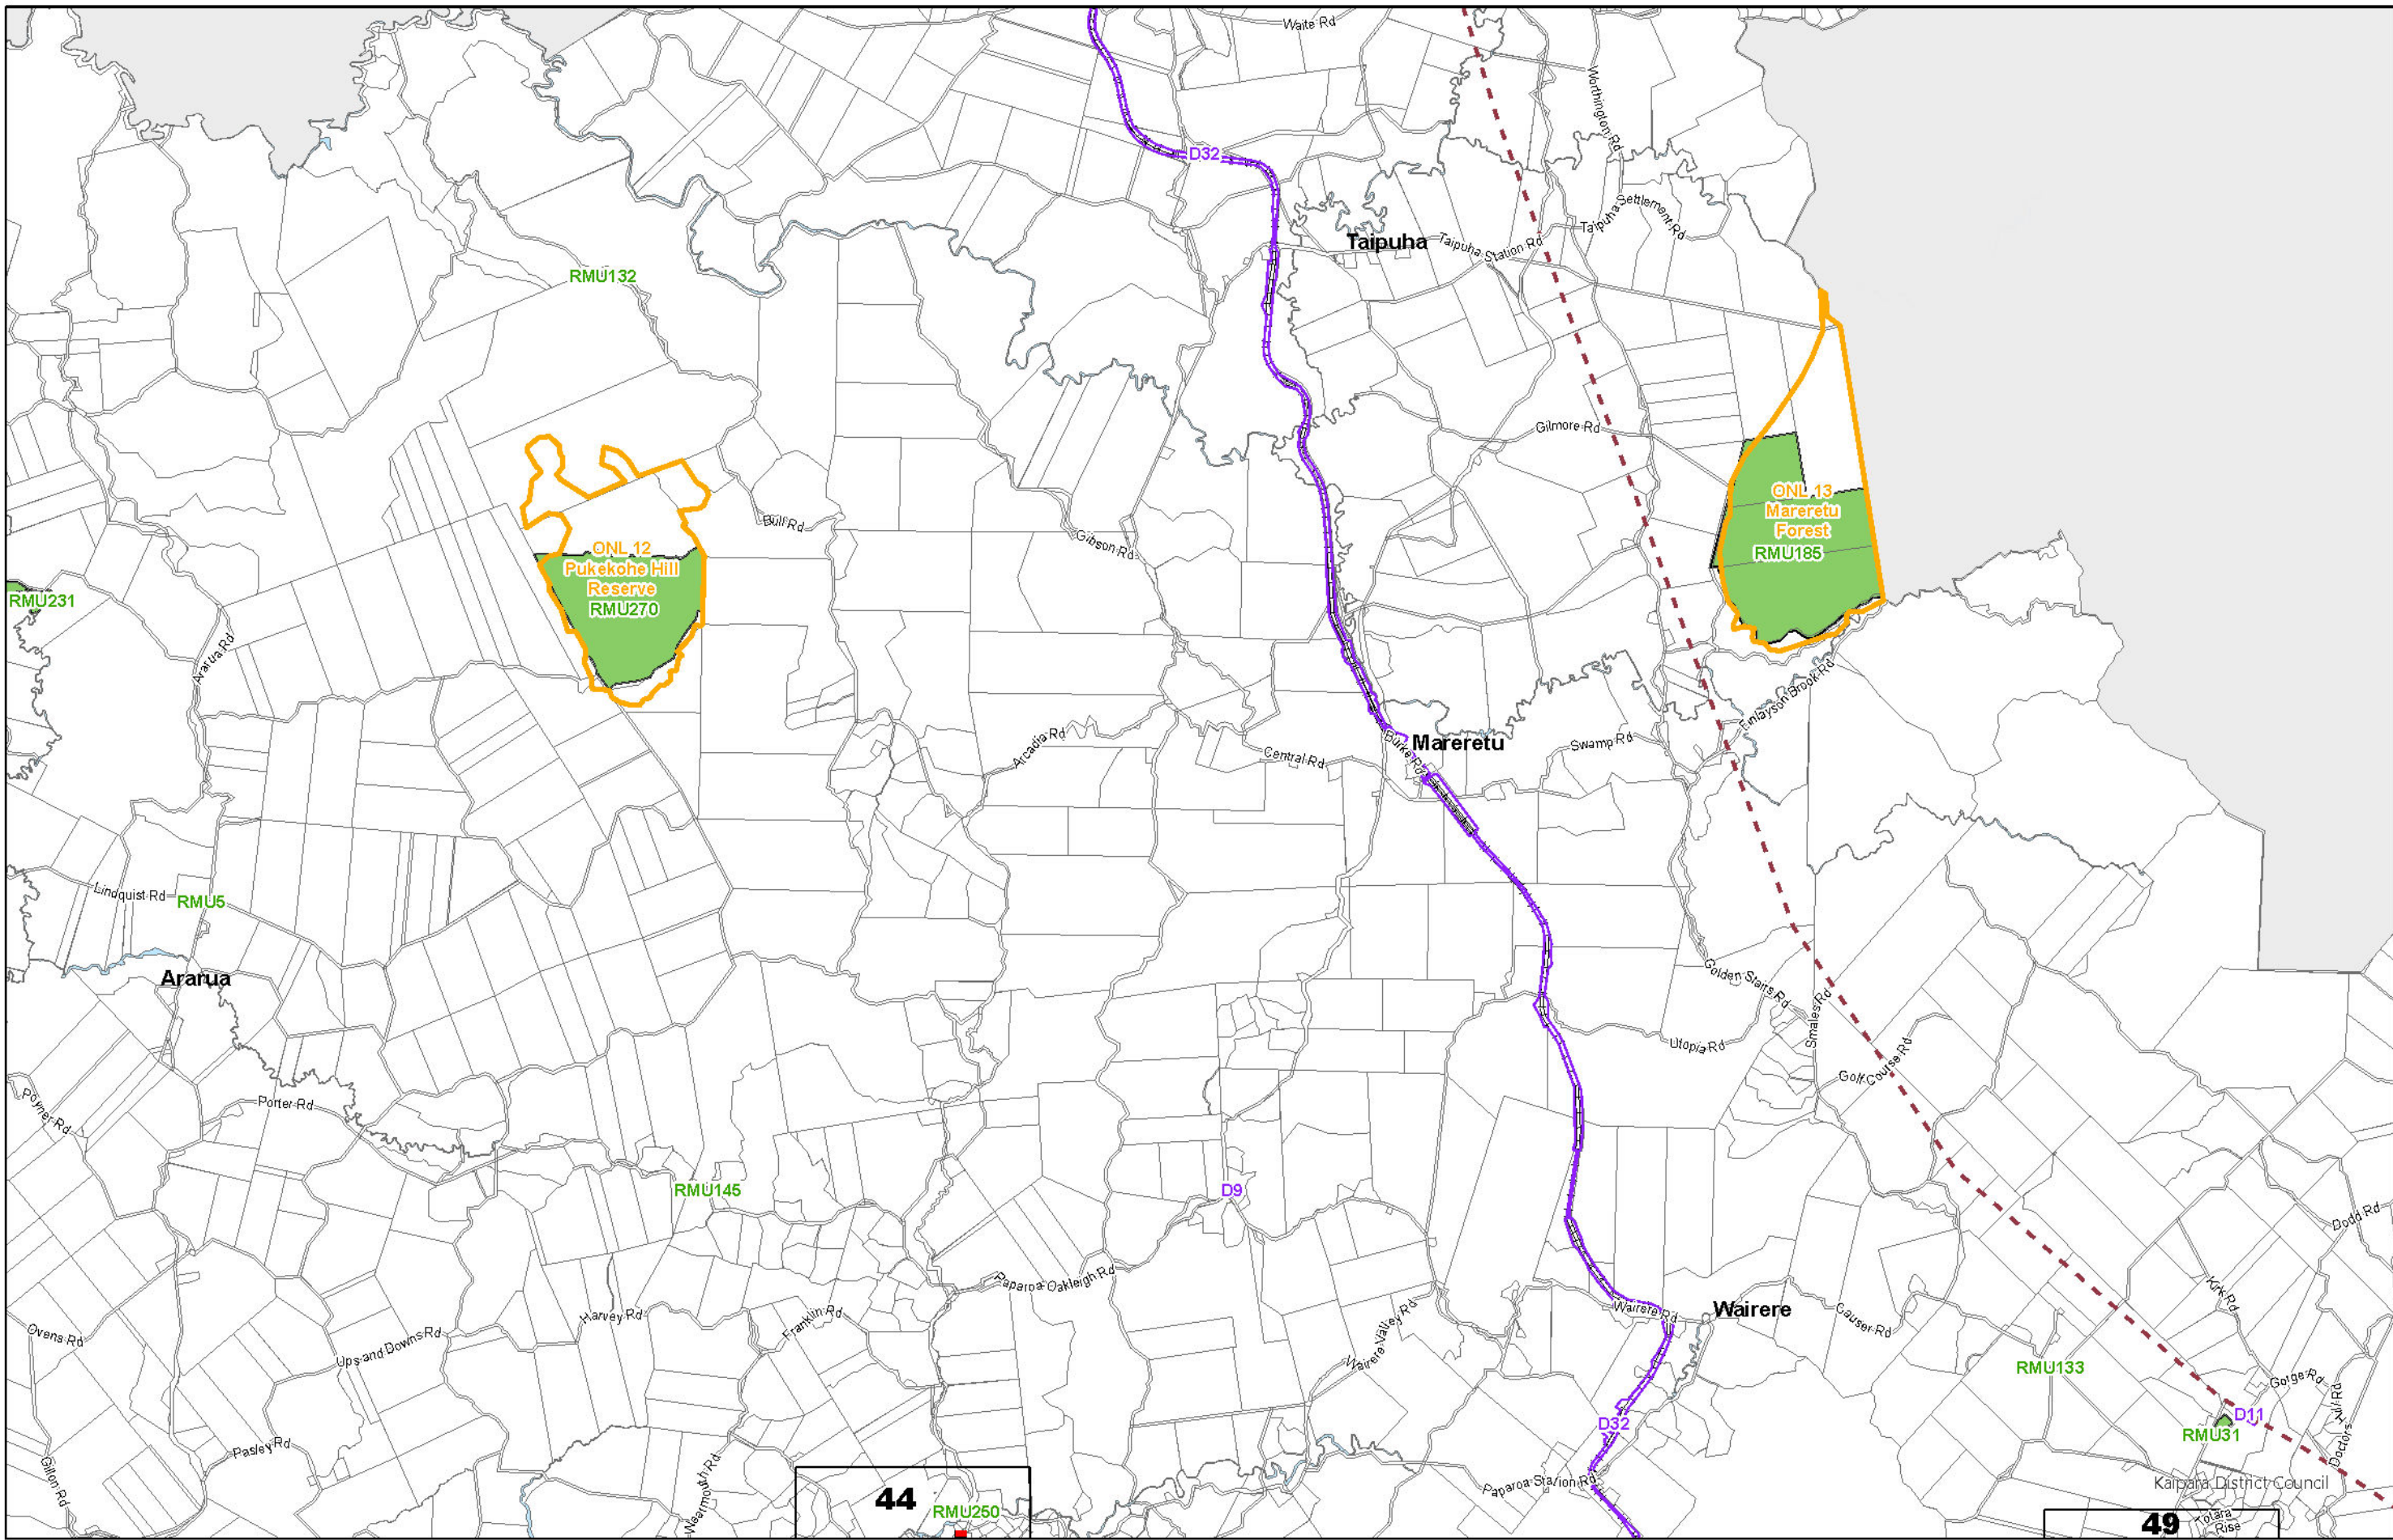 Waite Rd
Worthington Rd
D32
Taipuha
Taipuha Station Rd
Taipuha Settlement Rd
RMU132
Gilmore Rd
Bull Rd
Gibson Rd
ONL 12
Pukekohe Hill
Reserve
RMU270
ONL 13
Mareretu
Forest
RMU185
RMU231
Ararua Rd
Finlayson Brook Rd
Arcadia Rd
Central Rd
Burke Rd
Mareretu
Swamp Rd
Lindquist Rd
RMU5
Ararua
Golden Stairs Rd
Smales Rd
Utopia Rd
Golf Course Rd
Poyner Rd
Porter Rd
RMU145
D9
Dodd Rd
Paparoa Oakleigh Rd
Kirk Rd
Ovens Rd
Ups and Downs Rd
Harvey Rd
Franklin Rd
Wairere Valley Rd
Wairere Rd
Wairere
Causer Rd
RMU133
Gorge Rd
D32
D11
RMU31
Doctors Hill Rd
Pasley Rd
Gillon Rd
Wearmouth Rd
Paparoa Station Rd
Kaipara District Council
44
RMU250
49
Totara
Rise